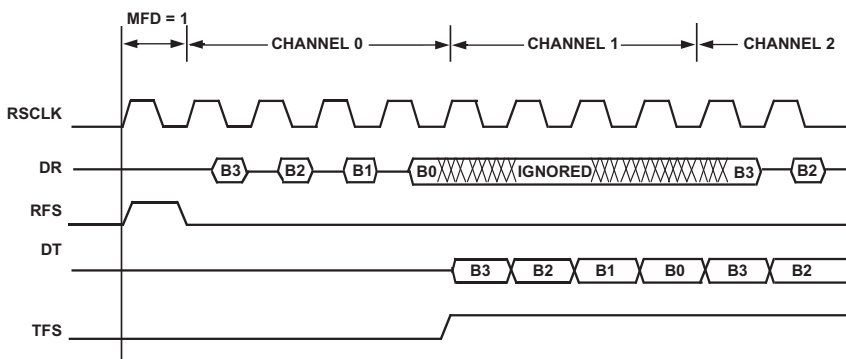 MFD = 1
CHANNEL 0 CHANNEL 1 CHANNEL 2
RSCLK
DR B3 B2 B1 B0 IGNORED B3 B2
RFS
DT
B3 B2 B1 B0 B3 B2
TFS